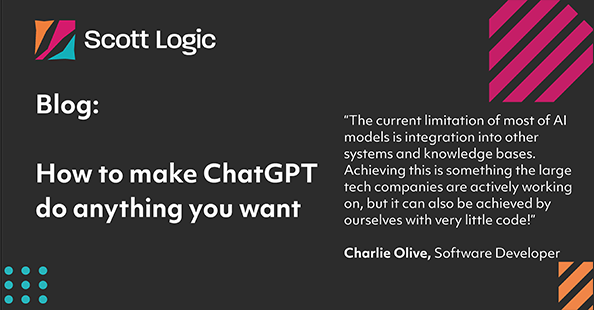 Scott Logic
Blog:
How to make ChatGPT
do anything you want
“The current limitation of most of AI
models is integration into other
systems and knowledge bases.
Achieving this is something the large
tech companies are actively working
on, but it can also be achieved by
ourselves with very little code!”
Charlie Olive, Software Developer